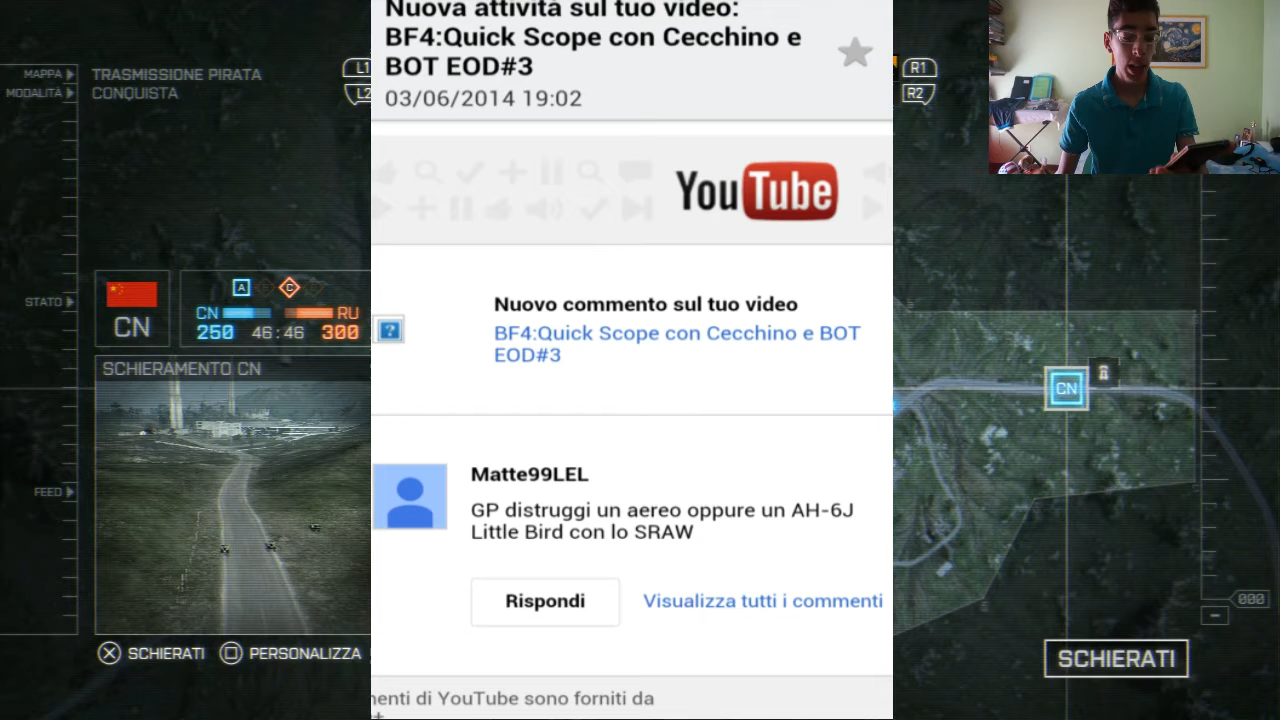 Nuova attività sul tuo video:
BF4:Quick Scope con Cecchino e
BOT EOD#3
03/06/2014 19:02
MAPPA
TRASMISSIONE PIRATA
MODALITÀ
CONQUISTA
L1
L2
R1
R2
YouTube
STATO
CN
A
C
CN
RU
250
46:46
300
Nuovo commento sul tuo video
BF4:Quick Scope con Cecchino e BOT
EOD#3
?
SCHIERAMENTO CN
CN
Matte99LEL
GP distruggi un aereo oppure un AH-6J
Little Bird con lo SRAW
FEED
Rispondi
Visualizza tutti i commenti
000
SCHIERATI
PERSONALIZZA
SCHIERATI
menti di YouTube sono forniti da